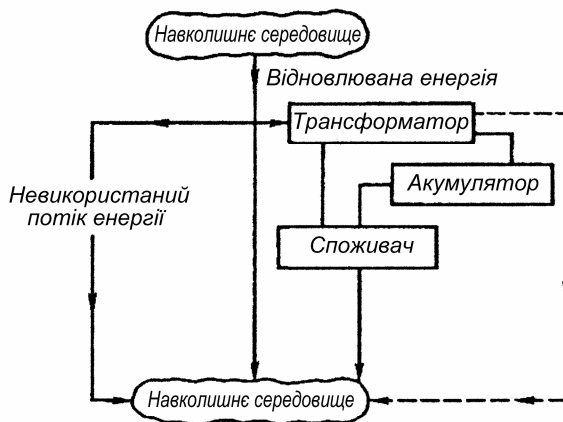 Навколишнє середовище
Відновлювана енергія
Трансформатор
Акумулятор
Невикористаний
потік енергії
Споживач
Навколишнє середовище